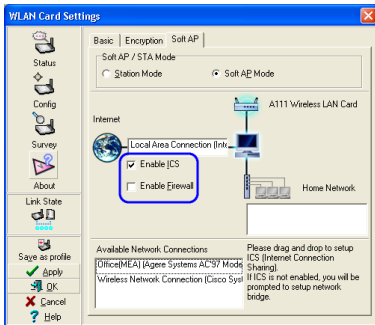 WLAN Card Settings
Status
Config
Survey
About
Link State
Save as profile
Apply
OK
Cancel
Help
Basic
Encryption
Soft AP
Soft AP / STA Mode
Station Mode
Soft AP Mode
A111 Wireless LAN Card
Internet
Local Area Connection (Inte
Enable ICS
Enable Firewall
Home Network
Available Network Connections
Office(MEA) (Agere Systems AC'97 Mode
Wireless Network Connection (Cisco Syst
Please drag and drop to setup
ICS (Internet Connection
Sharing).
If ICS is not enabled, you will be
prompted to setup network
bridge.